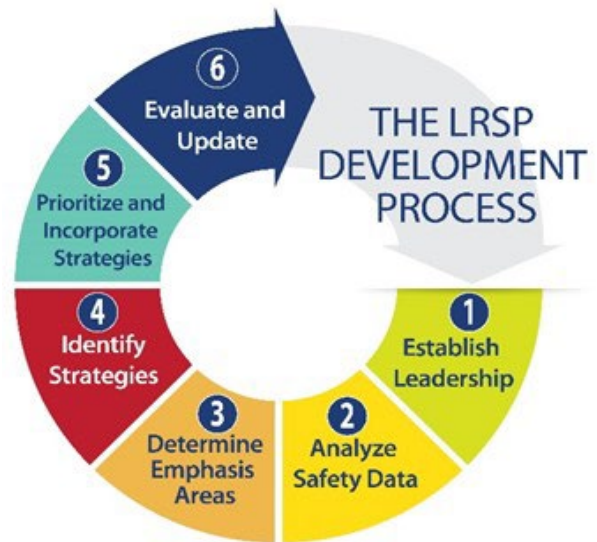 THE LRSP
DEVELOPMENT
PROCESS
1
Establish
Leadership
2
Analyze
Safety Data
3
Determine
Emphasis
Areas
4
Identify
Strategies
5
Prioritize and
Incorporate
Strategies
6
Evaluate and
Update